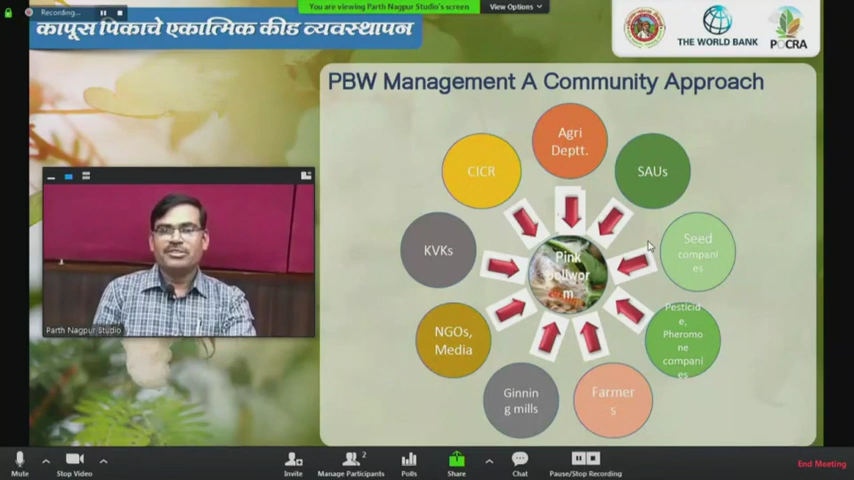 Recording...
You are viewing Parth Nagpur Studio's screen
View Options
कापूस पिकाचे एकात्मिक कीड व्यवस्थापन
THE WORLD BANK
POCRA
PBW Management A Community Approach
Agri
Deptt.
CICR
SAUs
KVKs
Seed
compani
es
Pink
bollwor
m
NGOs,
Media
Pesticid
e,
Pheromo
ne
compani
es
Ginnin
g mills
Farmer
s
Parth Nagpur Studio
Mute
Stop Video
Invite
2
Manage Participants
Polls
Share
Chat
Pause/Stop Recording
End Meeting